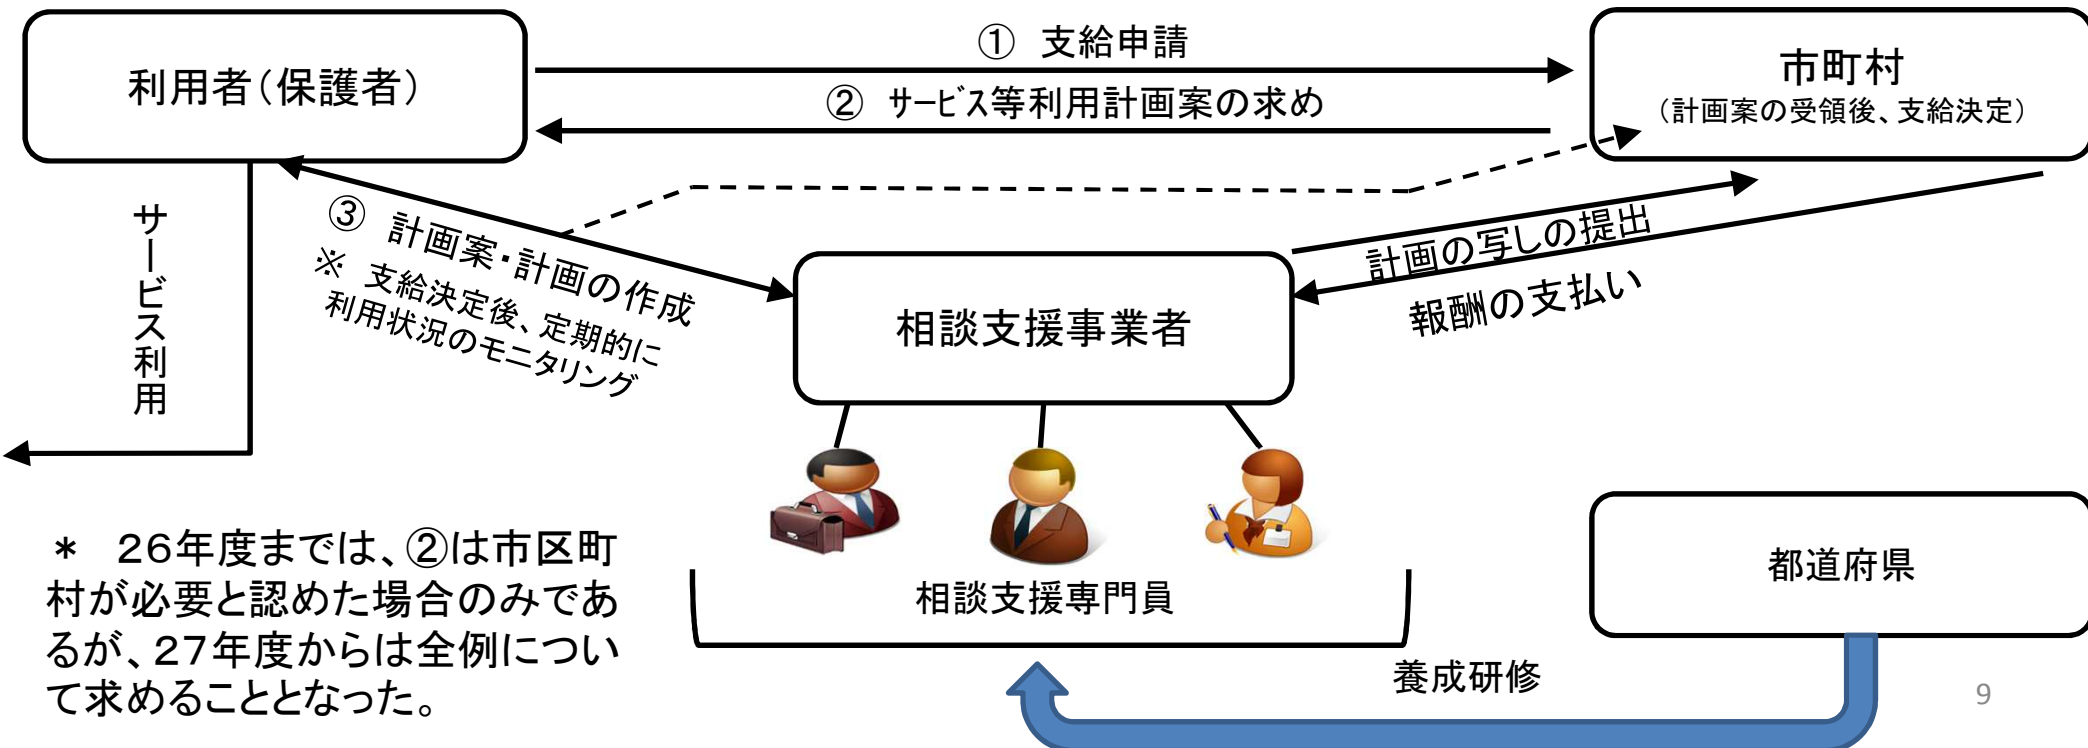 利用者（保護者）
① 支給申請
② サービス等利用計画案の求め
市町村
（計画案の受領後、支給決定）
サービス利用
③ 計画案・計画の作成
※ 支給決定後、定期的に
利用状況のモニタリング
計画の写しの提出
報酬の支払い
相談支援事業者
相談支援専門員
＊ ２６年度までは、②は市区町
村が必要と認めた場合のみであ
るが、２７年度からは全例につい
て求めることとなった。
都道府県
養成研修
9